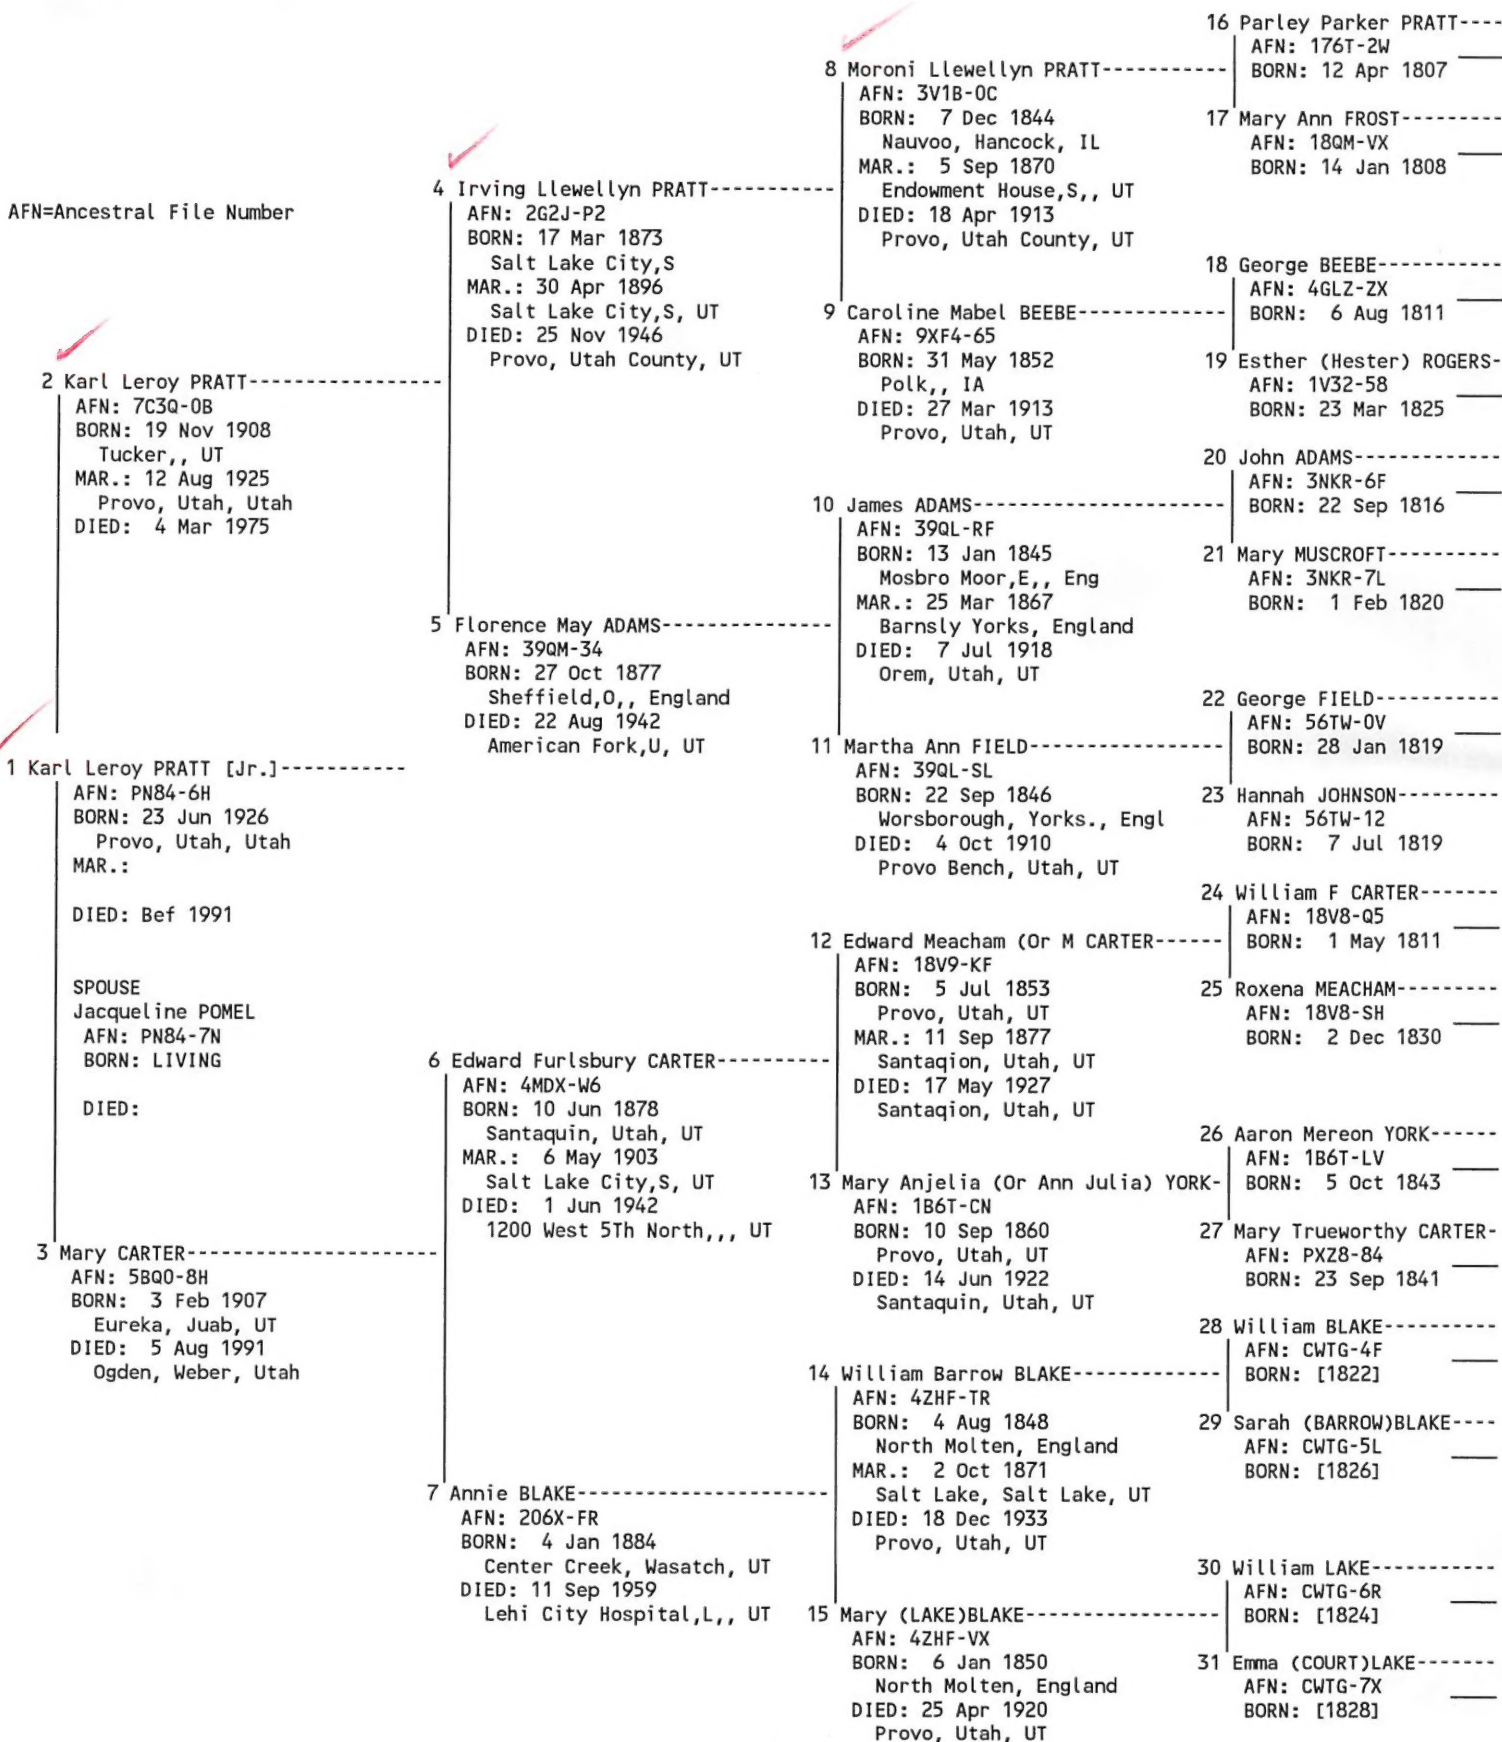 AFN=Ancestral File Number
1 Karl Leroy PRATT [Jr.]-----------
AFN: PN84-6H
BORN: 23 Jun 1926
Provo, Utah, Utah
MAR.:
DIED: Bef 1991
SPOUSE
Jacqueline POMEL
AFN: PN84-7N
BORN: LIVING
DIED:
2 Karl Leroy PRATT----------------
AFN: 7C3Q-0B
BORN: 19 Nov 1908
Tucker,, UT
MAR.: 12 Aug 1925
Provo, Utah, Utah
DIED: 4 Mar 1975
3 Mary CARTER---------------------
AFN: 5BQ0-8H
BORN: 3 Feb 1907
Eureka, Juab, UT
DIED: 5 Aug 1991
Ogden, Weber, Utah
4 Irving Llewellyn PRATT-----------
AFN: 2G2J-P2
BORN: 17 Mar 1873
Salt Lake City,S
MAR.: 30 Apr 1896
Salt Lake City,S, UT
DIED: 25 Nov 1946
Provo, Utah County, UT
5 Florence May ADAMS---------------
AFN: 39QM-34
BORN: 27 Oct 1877
Sheffield,O,, England
DIED: 22 Aug 1942
American Fork,U, UT
6 Edward Furlsbury CARTER----------
AFN: 4MDX-W6
BORN: 10 Jun 1878
Santaquin, Utah, UT
MAR.: 6 May 1903
Salt Lake City,S, UT
DIED: 1 Jun 1942
1200 West 5Th North,,, UT
7 Annie BLAKE----------------------
AFN: 206X-FR
BORN: 4 Jan 1884
Center Creek, Wasatch, UT
DIED: 11 Sep 1959
Lehi City Hospital,L,, UT
8 Moroni Llewellyn PRATT-----------
AFN: 3V1B-0C
BORN: 7 Dec 1844
Nauvoo, Hancock, IL
MAR.: 5 Sep 1870
Endowment House,S,, UT
DIED: 18 Apr 1913
Provo, Utah County, UT
9 Caroline Mabel BEEBE-------------
AFN: 9XF4-65
BORN: 31 May 1852
Polk,, IA
DIED: 27 Mar 1913
Provo, Utah, UT
10 James ADAMS----------------------
AFN: 39QL-RF
BORN: 13 Jan 1845
Mosbro Moor,E,, Eng
MAR.: 25 Mar 1867
Barnsly Yorks, England
DIED: 7 Jul 1918
Orem, Utah, UT
11 Martha Ann FIELD-----------------
AFN: 39QL-SL
BORN: 22 Sep 1846
Worsborough, Yorks., Engl
DIED: 4 Oct 1910
Provo Bench, Utah, UT
12 Edward Meacham (Or M CARTER------
AFN: 18V9-KF
BORN: 5 Jul 1853
Provo, Utah, UT
MAR.: 11 Sep 1877
Santaqion, Utah, UT
DIED: 17 May 1927
Santaqion, Utah, UT
13 Mary Anjelia (Or Ann Julia) YORK-
AFN: 1B6T-CN
BORN: 10 Sep 1860
Provo, Utah, UT
DIED: 14 Jun 1922
Santaquin, Utah, UT
14 William Barrow BLAKE-------------
AFN: 4ZHF-TR
BORN: 4 Aug 1848
North Molten, England
MAR.: 2 Oct 1871
Salt Lake, Salt Lake, UT
DIED: 18 Dec 1933
Provo, Utah, UT
15 Mary (LAKE)BLAKE-----------------
AFN: 4ZHF-VX
BORN: 6 Jan 1850
North Molten, England
DIED: 25 Apr 1920
Provo, Utah, UT
16 Parley Parker PRATT----
AFN: 176T-2W
BORN: 12 Apr 1807
17 Mary Ann FROST---------
AFN: 18QM-VX
BORN: 14 Jan 1808
18 George BEEBE-----------
AFN: 4GLZ-ZX
BORN: 6 Aug 1811
19 Esther (Hester) ROGERS-
AFN: 1V32-58
BORN: 23 Mar 1825
20 John ADAMS-------------
AFN: 3NKR-6F
BORN: 22 Sep 1816
21 Mary MUSCROFT----------
AFN: 3NKR-7L
BORN: 1 Feb 1820
22 George FIELD-----------
AFN: 56TW-0V
BORN: 28 Jan 1819
23 Hannah JOHNSON---------
AFN: 56TW-12
BORN: 7 Jul 1819
24 William F CARTER-------
AFN: 18V8-Q5
BORN: 1 May 1811
25 Roxena MEACHAM---------
AFN: 18V8-SH
BORN: 2 Dec 1830
26 Aaron Mereon YORK------
AFN: 1B6T-LV
BORN: 5 Oct 1843
27 Mary Trueworthy CARTER-
AFN: PXZ8-84
BORN: 23 Sep 1841
28 William BLAKE----------
AFN: CWTG-4F
BORN: [1822]
29 Sarah (BARROW)BLAKE----
AFN: CWTG-5L
BORN: [1826]
30 William LAKE-----------
AFN: CWTG-6R
BORN: [1824]
31 Emma (COURT)LAKE-------
AFN: CWTG-7X
BORN: [1828]